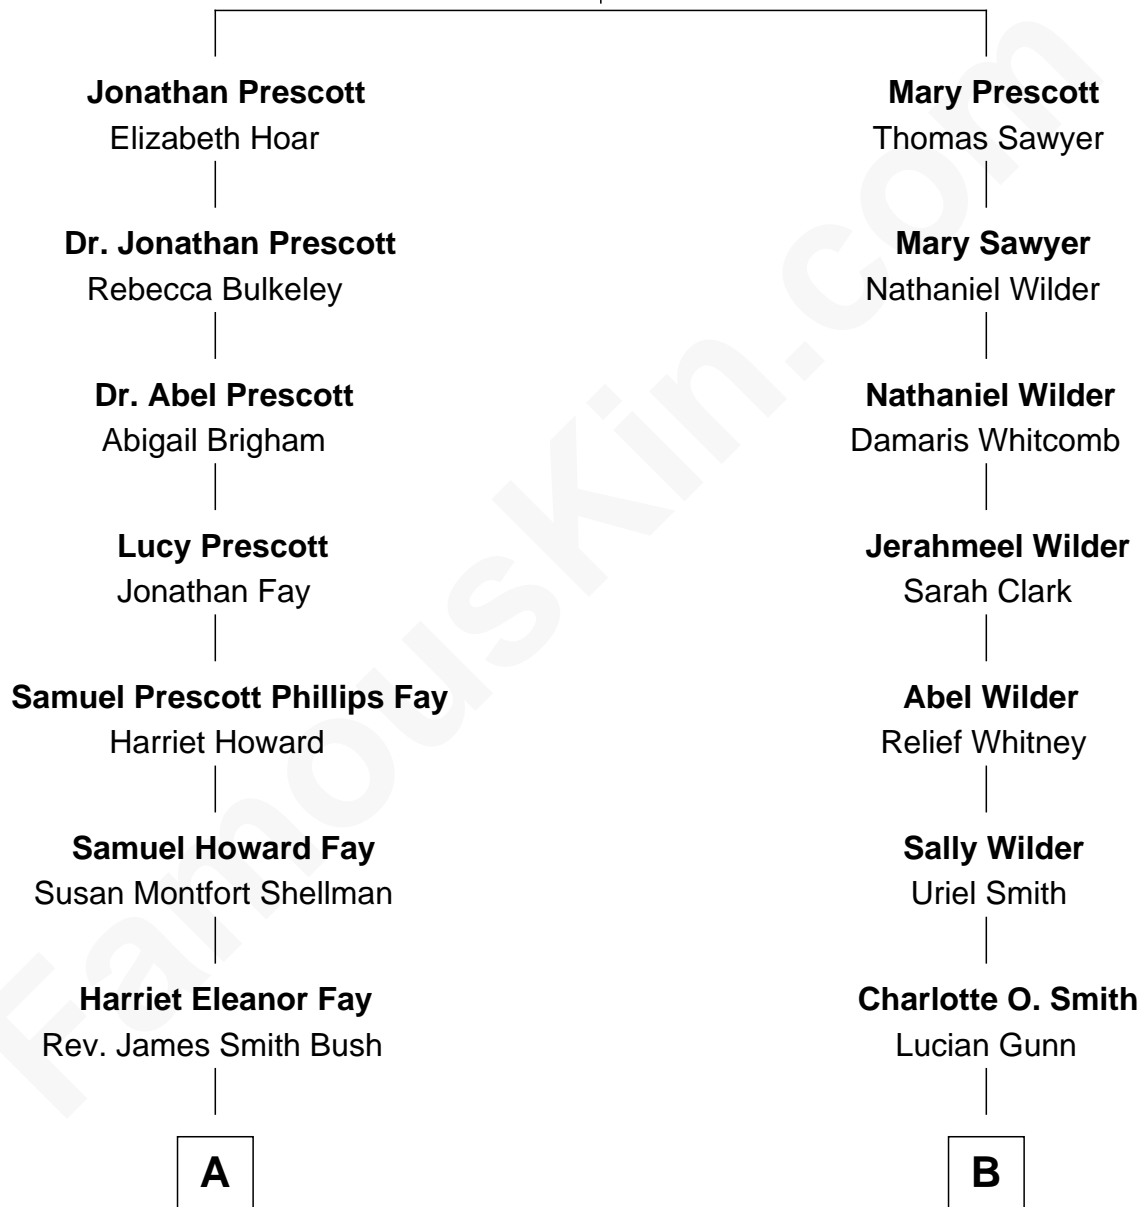 Jonathan Prescott
Elizabeth Hoar
Dr. Jonathan Prescott
Rebecca Bulkeley
Dr. Abel Prescott
Abigail Brigham
Lucy Prescott
Jonathan Fay
Samuel Prescott Phillips Fay
Harriet Howard
Samuel Howard Fay
Susan Montfort Shellman
Harriet Eleanor Fay
Rev. James Smith Bush
A
Mary Prescott
Thomas Sawyer
Mary Sawyer
Nathaniel Wilder
Nathaniel Wilder
Damaris Whitcomb
Jerahmeel Wilder
Sarah Clark
Abel Wilder
Relief Whitney
Sally Wilder
Uriel Smith
Charlotte O. Smith
Lucian Gunn
B
FamousKin.com